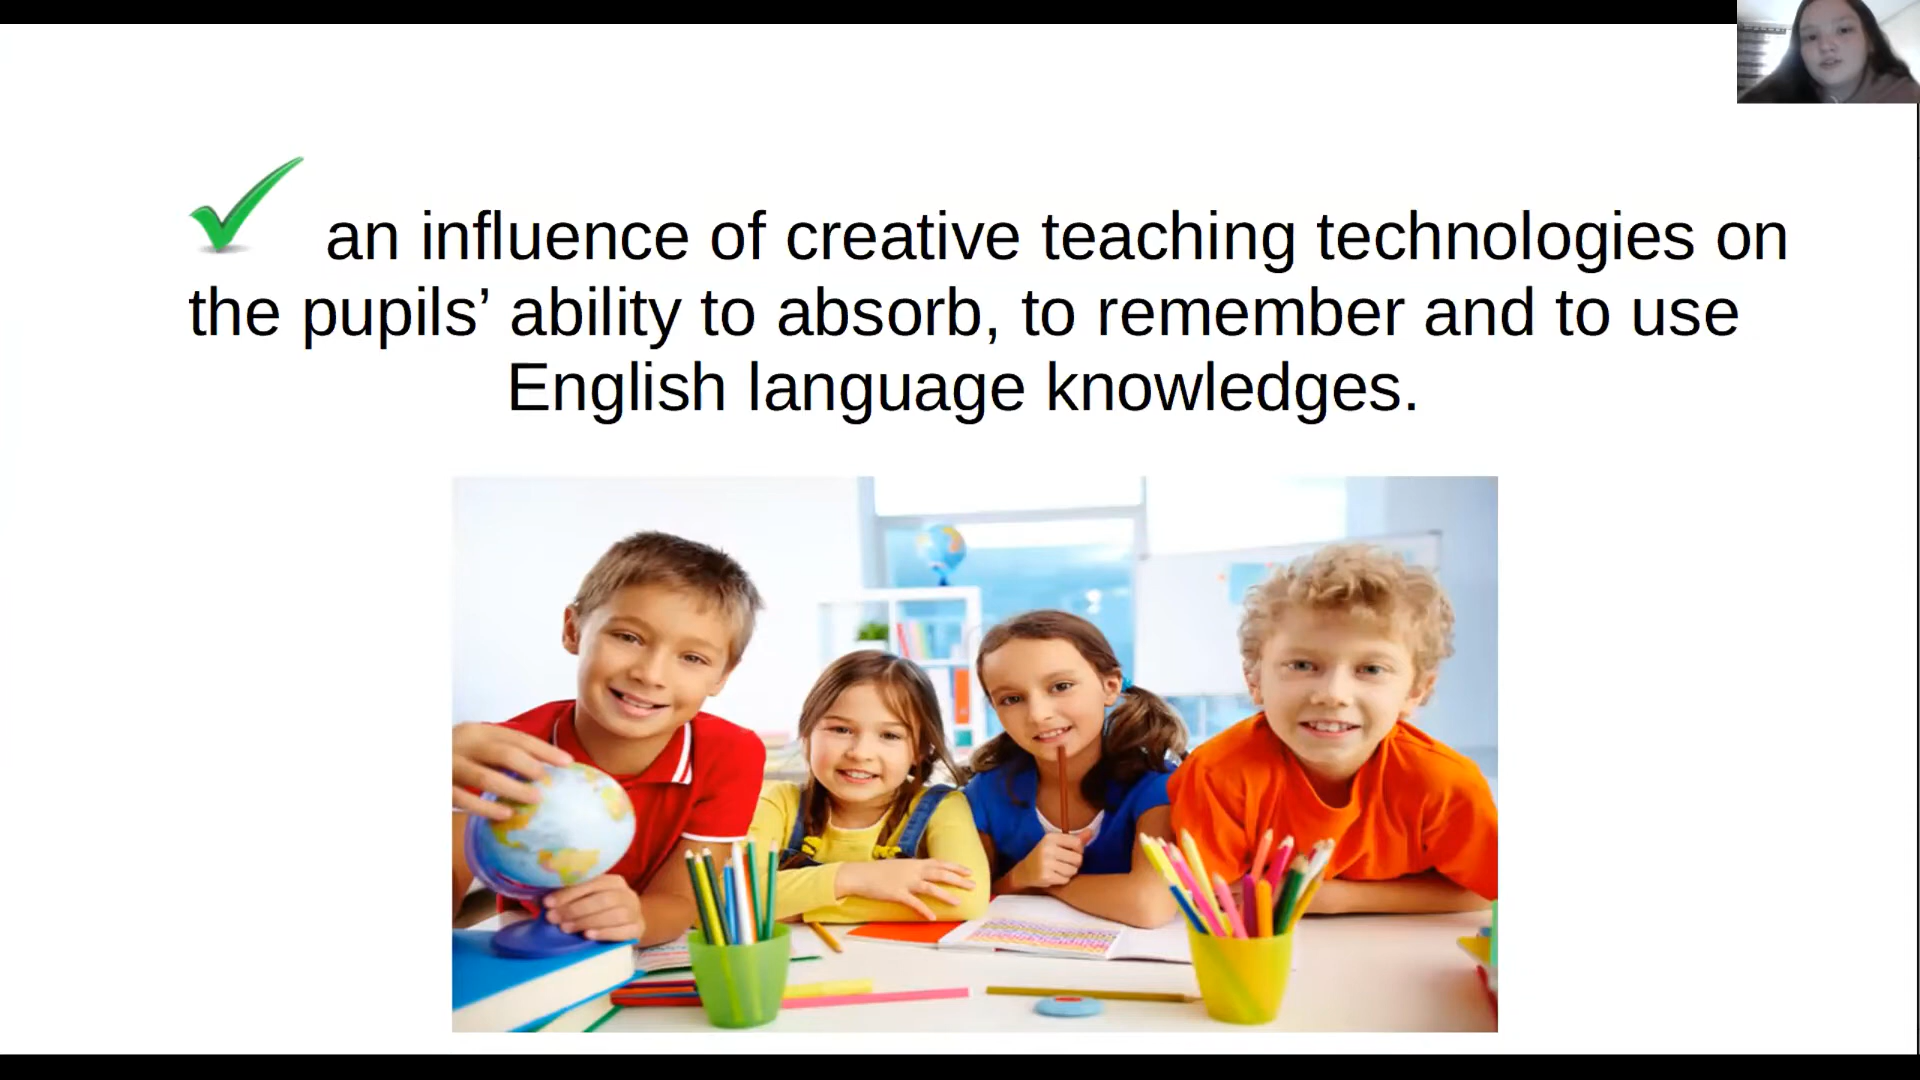 an influence of creative teaching technologies on
the pupils’ ability to absorb, to remember and to use
English language knowledges.